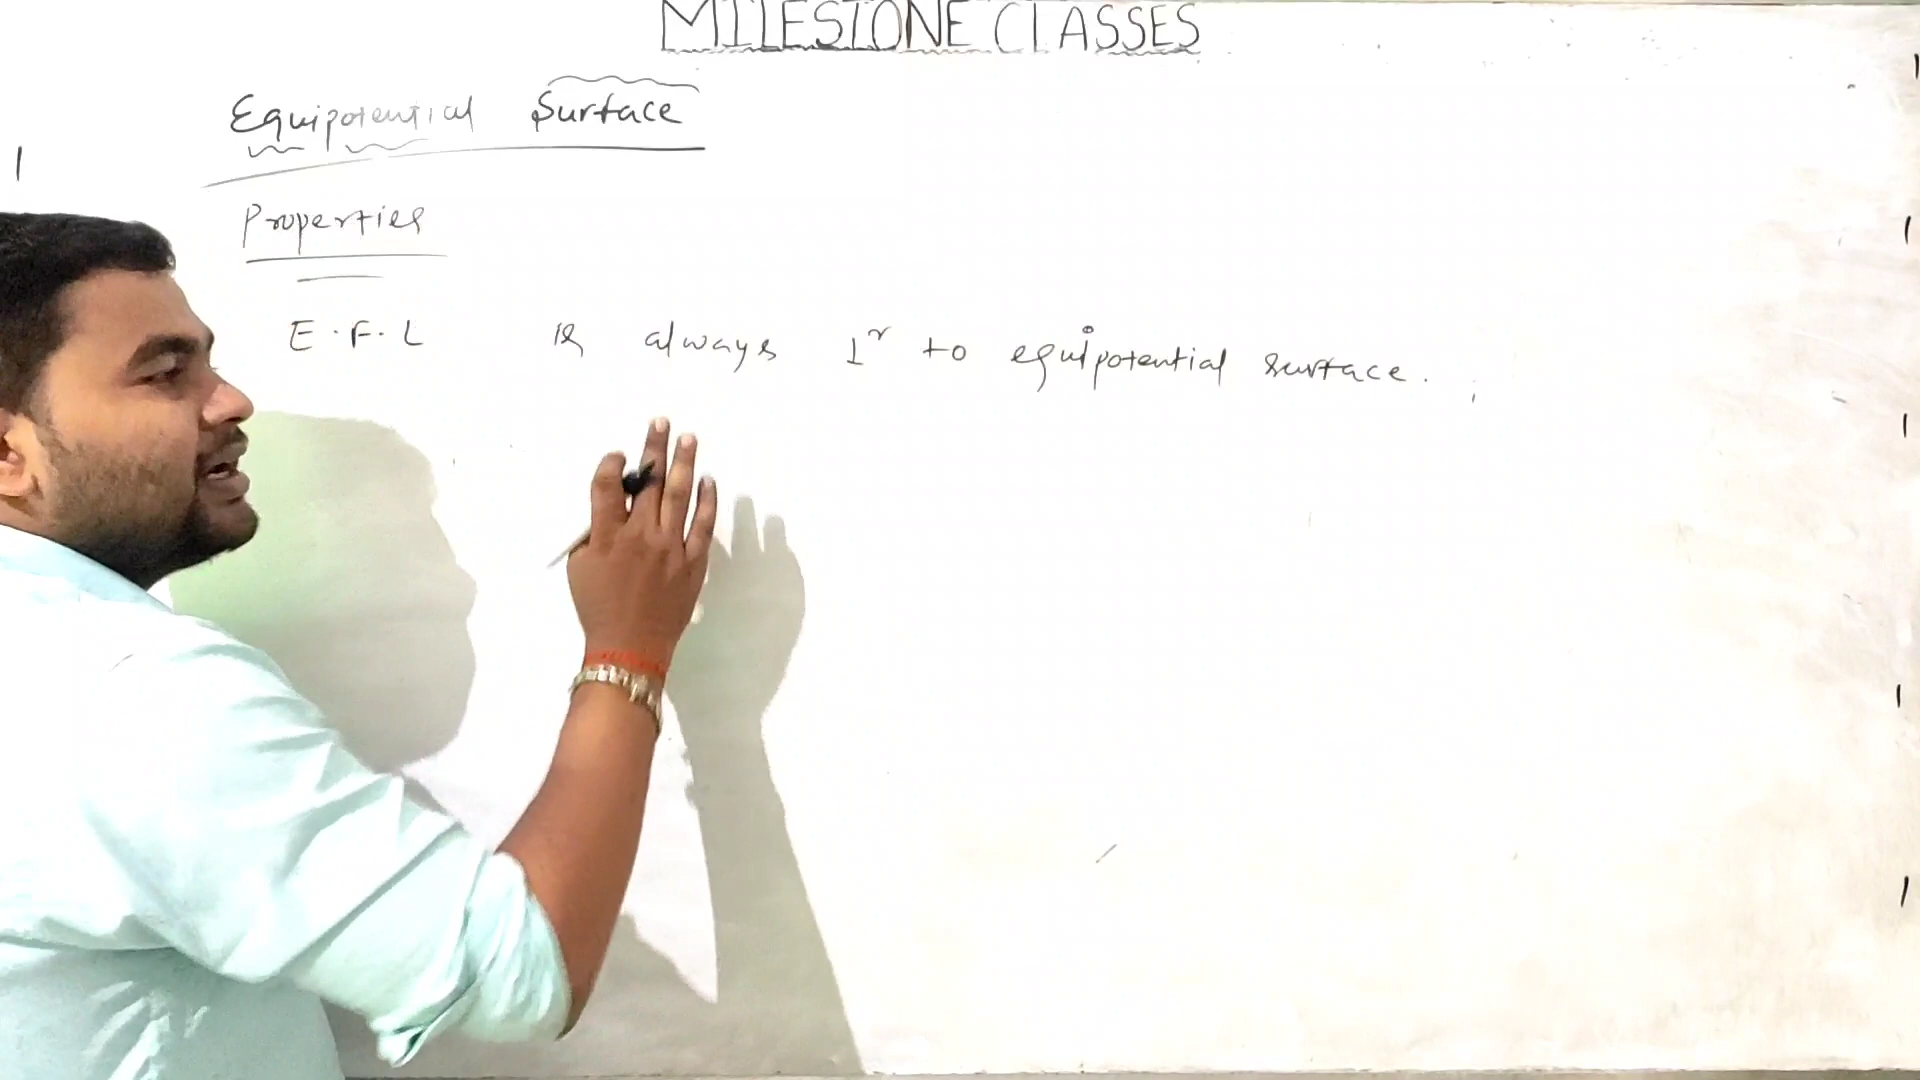 MILESTONE CLASSES
Equipotential Surface
Properties
E.F.L is always ⊥r to equipotential surface.